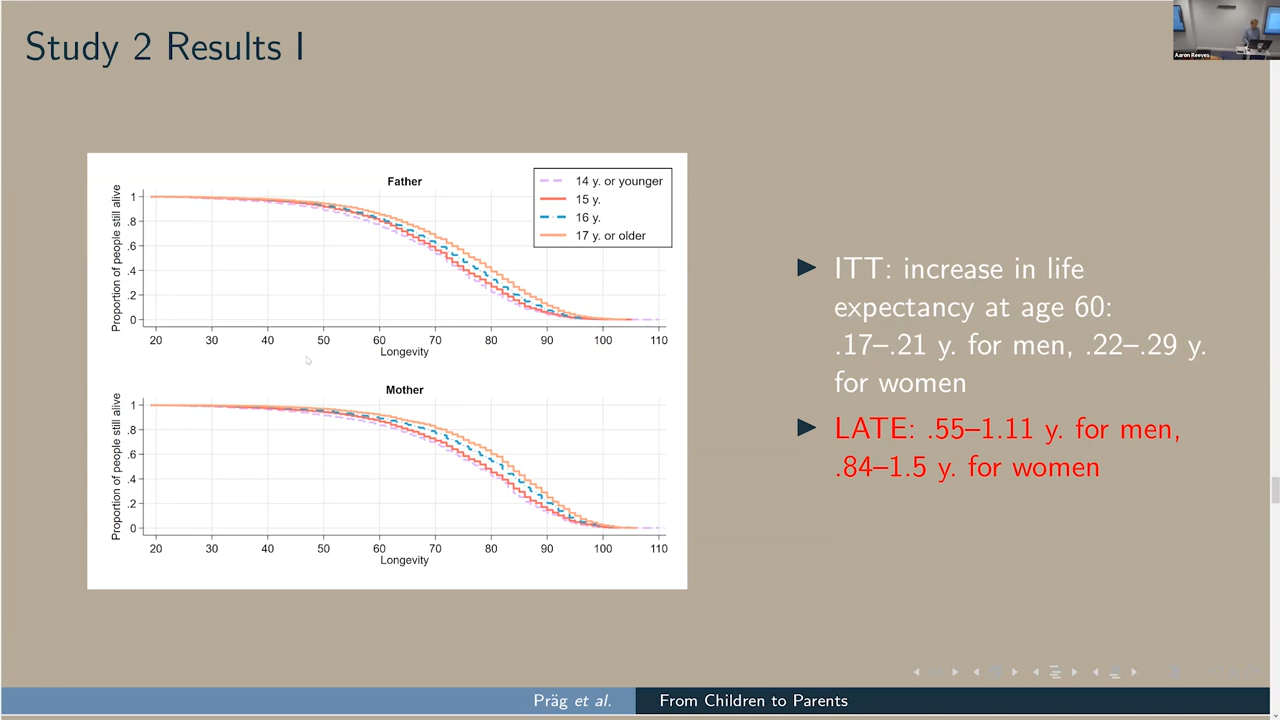 Study 2 Results I
Aaron Reeves
Father
14 y. or younger
15 y.
16 y.
17 y. or older
Proportion of people still alive
1
.8
.6
.4
.2
0
20 30 40 50 60 70 80 90 100 110
Longevity
Mother
Proportion of people still alive
1
.8
.6
.4
.2
0
20 30 40 50 60 70 80 90 100 110
Longevity
ITT: increase in life
expectancy at age 60:
.17–.21 y. for men, .22–.29 y.
for women
LATE: .55–1.11 y. for men,
.84–1.5 y. for women
Präg et al.
From Children to Parents